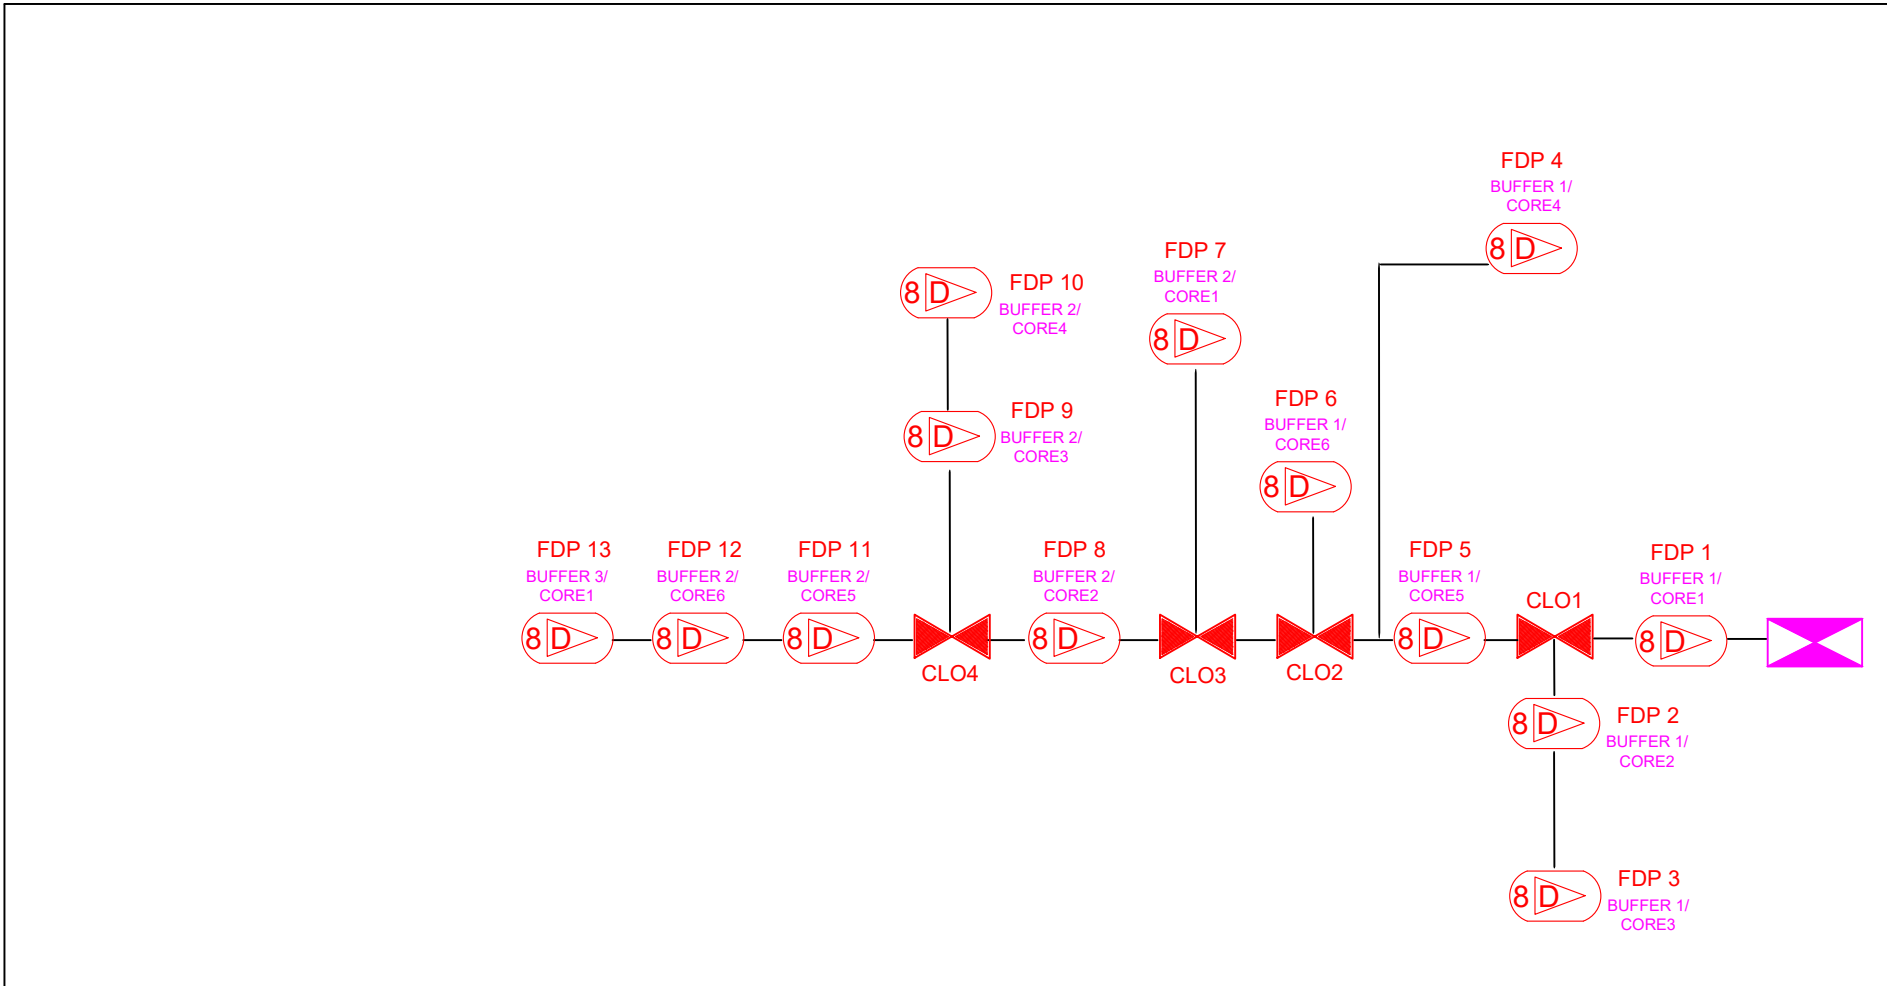 FDP 4
BUFFER 1/
CORE4
8 D
FDP 7
BUFFER 2/
CORE1
8 D
FDP 10
BUFFER 2/
CORE4
8 D
FDP 9
BUFFER 2/
CORE3
8 D
FDP 6
BUFFER 1/
CORE6
8 D
FDP 13
BUFFER 3/
CORE1
8 D
FDP 12
BUFFER 2/
CORE6
8 D
FDP 11
BUFFER 2/
CORE5
8 D
CLO4
FDP 8
BUFFER 2/
CORE2
8 D
CLO3
CLO2
FDP 5
BUFFER 1/
CORE5
8 D
CLO1
FDP 1
BUFFER 1/
CORE1
8 D
FDP 2
BUFFER 1/
CORE2
8 D
FDP 3
BUFFER 1/
CORE3
8 D